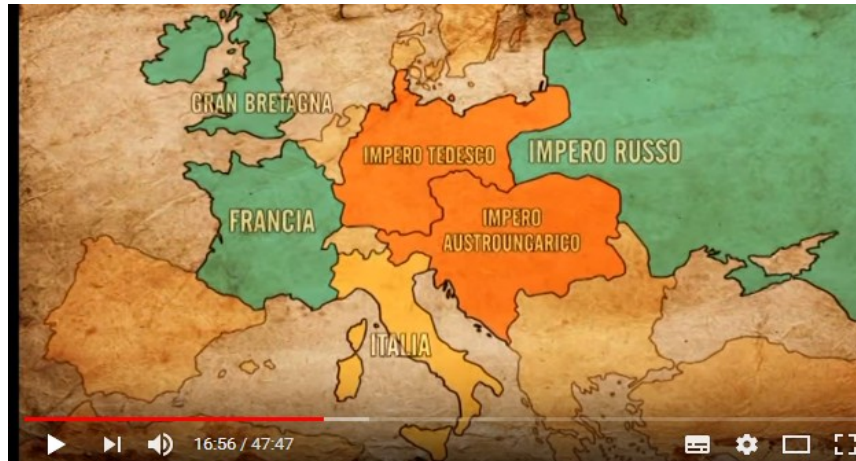 GRAN BRETAGNA
IMPERO TEDESCO
IMPERO RUSSO
FRANCIA
IMPERO
AUSTROUNGARICO
ITALIA
16:56 / 47:47